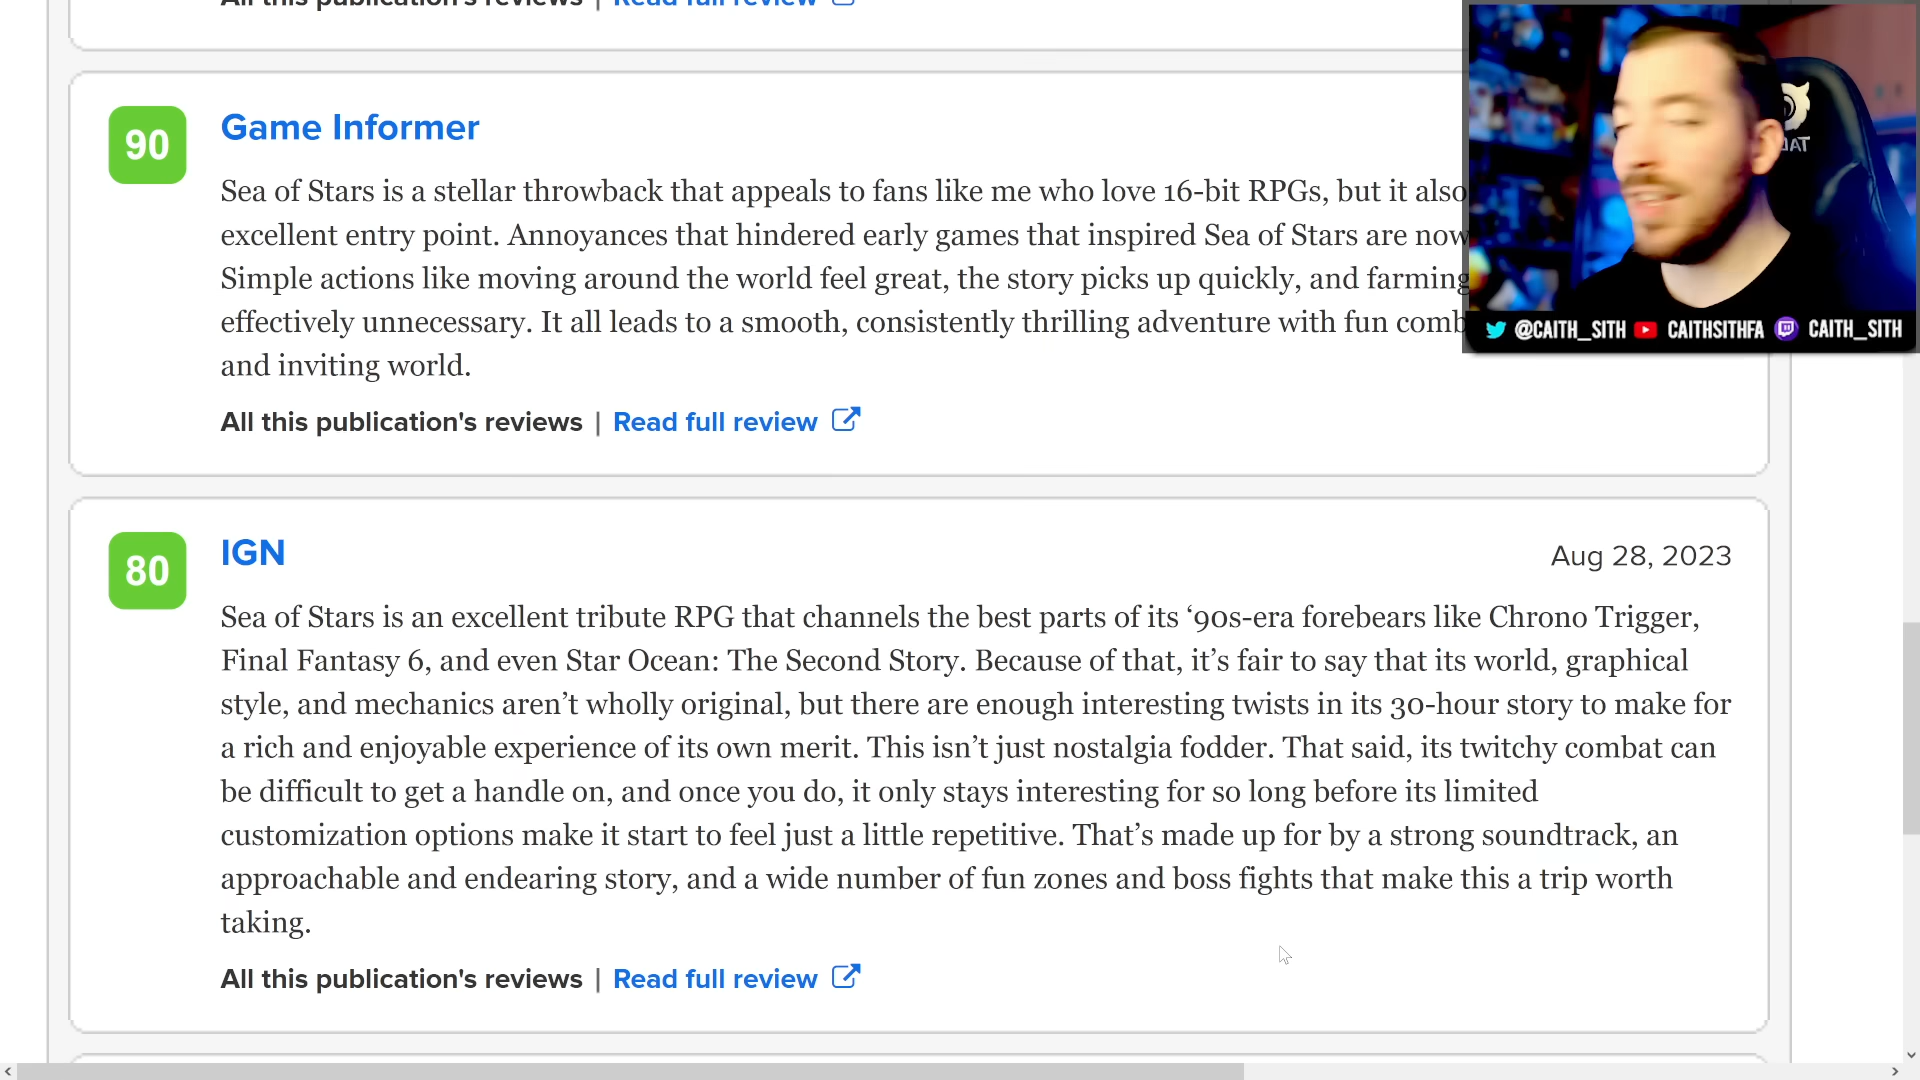 All this publication's reviews | Read full review
90
Game Informer
Sea of Stars is a stellar throwback that appeals to fans like me who love 16-bit RPGs, but it also
excellent entry point. Annoyances that hindered early games that inspired Sea of Stars are now
Simple actions like moving around the world feel great, the story picks up quickly, and farming
effectively unnecessary. It all leads to a smooth, consistently thrilling adventure with fun comb
and inviting world.
All this publication's reviews | Read full review
@CAITH_SITH CAITHSITHFA CAITH_SITH
80
IGN
Aug 28, 2023
Sea of Stars is an excellent tribute RPG that channels the best parts of its ‘90s-era forebears like Chrono Trigger,
Final Fantasy 6, and even Star Ocean: The Second Story. Because of that, it’s fair to say that its world, graphical
style, and mechanics aren’t wholly original, but there are enough interesting twists in its 30-hour story to make for
a rich and enjoyable experience of its own merit. This isn’t just nostalgia fodder. That said, its twitchy combat can
be difficult to get a handle on, and once you do, it only stays interesting for so long before its limited
customization options make it start to feel just a little repetitive. That’s made up for by a strong soundtrack, an
approachable and endearing story, and a wide number of fun zones and boss fights that make this a trip worth
taking.
All this publication's reviews | Read full review